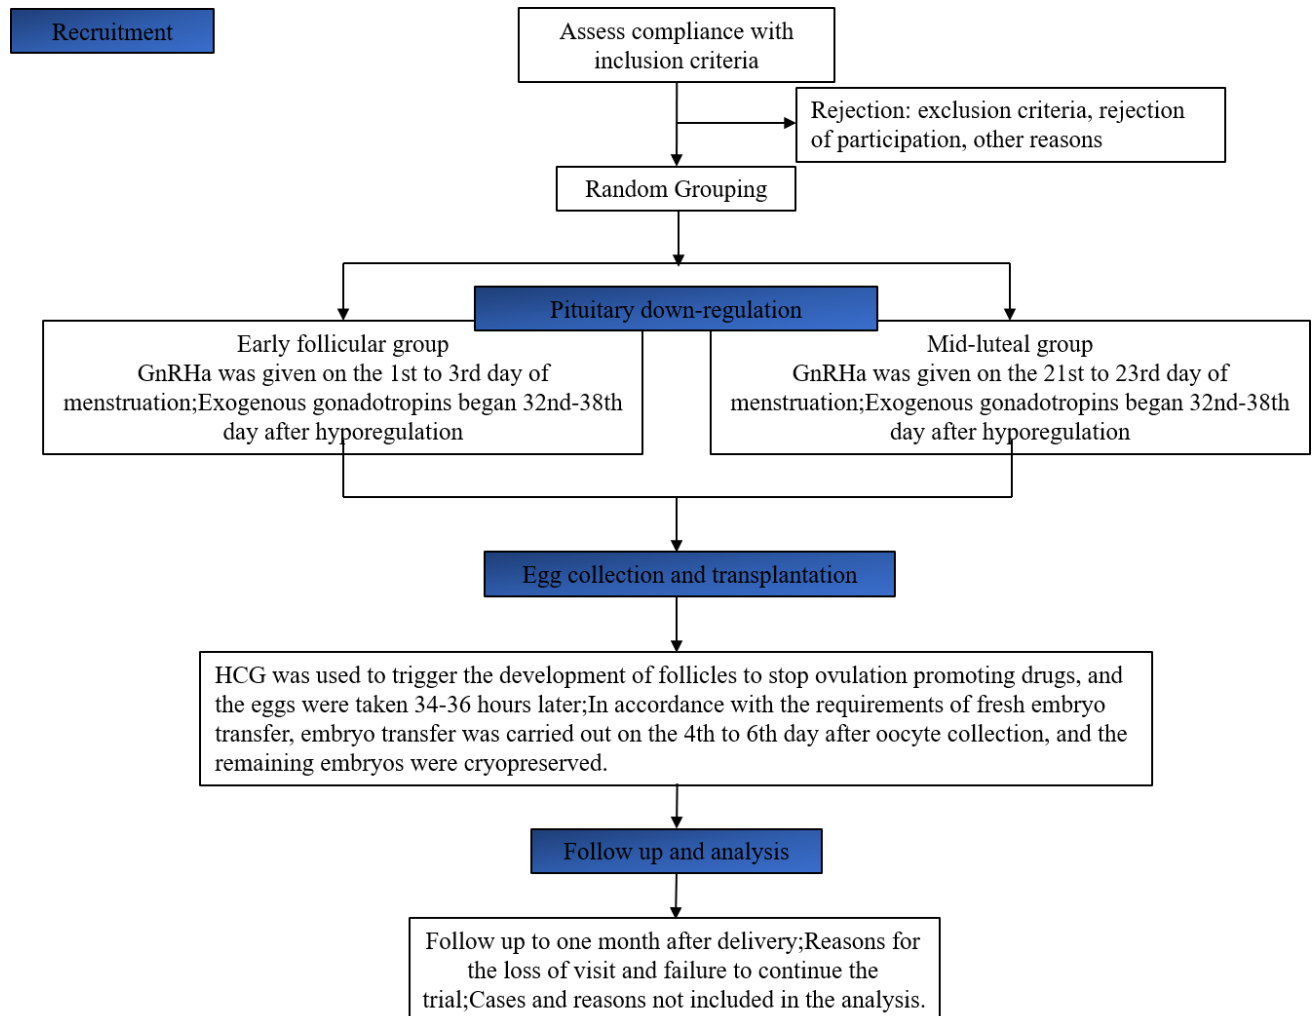 Recruitment
Assess compliance with
inclusion criteria
Rejection: exclusion criteria, rejection
of participation, other reasons
Random Grouping
Pituitary down-regulation
Early follicular group
GnRHa was given on the 1st to 3rd day of
menstruation;Exogenous gonadotropins began 32nd-38th
day after hyporegulation
Mid-luteal group
GnRHa was given on the 21st to 23rd day of
menstruation;Exogenous gonadotropins began 32nd-38th
day after hyporegulation
Egg collection and transplantation
HCG was used to trigger the development of follicles to stop ovulation promoting drugs, and
the eggs were taken 34-36 hours later;In accordance with the requirements of fresh embryo
transfer, embryo transfer was carried out on the 4th to 6th day after oocyte collection, and the
remaining embryos were cryopreserved.
Follow up and analysis
Follow up to one month after delivery;Reasons for
the loss of visit and failure to continue the
trial;Cases and reasons not included in the analysis.